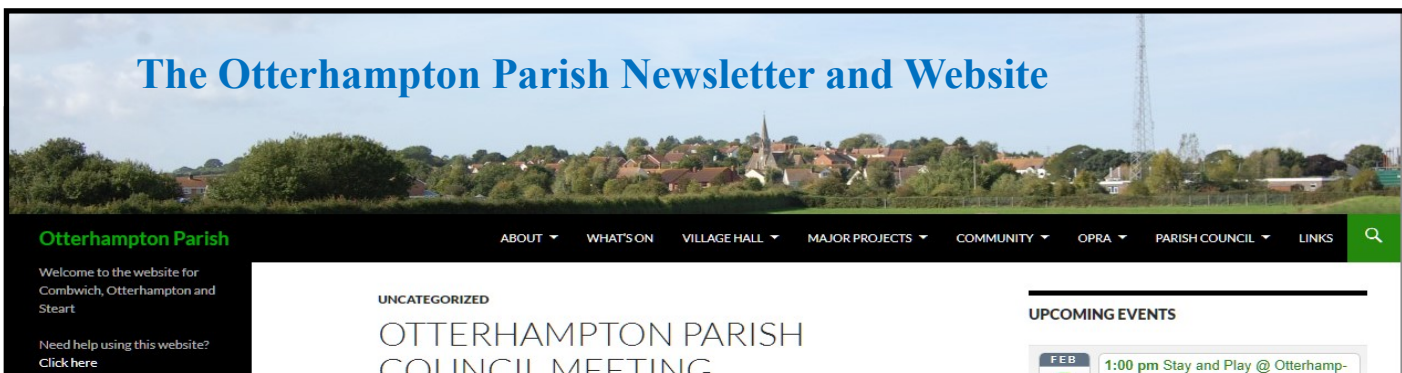 The Otterhampton Parish Newsletter and Website
Otterhampton Parish
ABOUT WHAT'S ON VILLAGE HALL MAJOR PROJECTS COMMUNITY OPRA PARISH COUNCIL LINKS
Welcome to the website for
Combwich, Otterhampton and
Steart
Need help using this website?
Click here
UNCATEGORIZED
OTTERHAMPTON PARISH
COUNCIL MEETING
UPCOMING EVENTS
FEB
1:00 pm Stay and Play @ Otterhamp-